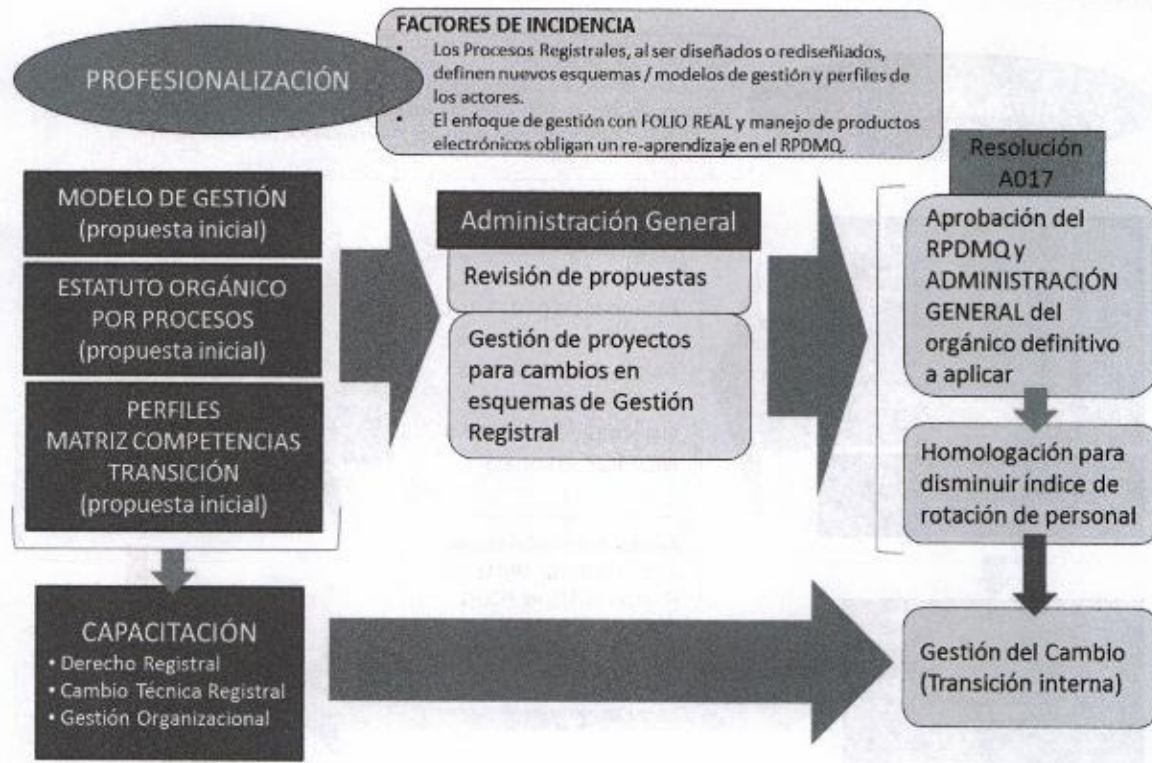 PROFESIONALIZACIÓN
FACTORES DE INCIDENCIA
• Los Procesos Registrales, al ser diseñados o rediseñiados,
definen nuevos esquemas / modelos de gestión y perfiles de
los actores.
• El enfoque de gestión con FOLIO REAL y manejo de productos
electrónicos obligan un re-aprendizaje en el RPDMQ.
MODELO DE GESTIÓN
(propuesta inicial)
ESTATUTO ORGÁNICO
POR PROCESOS
(propuesta inicial)
PERFILES
MATRIZ COMPETENCIAS
TRANSICIÓN
(propuesta inicial)
CAPACITACIÓN
• Derecho Registral
• Cambio Técnica Registral
• Gestión Organizacional
Administración General
Revisión de propuestas
Gestión de proyectos
para cambios en
esquemas de Gestión
Registral
Resolución
A017
Aprobación del
RPDMQ y
ADMINISTRACIÓN
GENERAL del
orgánico definitivo
a aplicar
Homologación para
disminuir índice de
rotación de personal
Gestión del Cambio
(Transición interna)